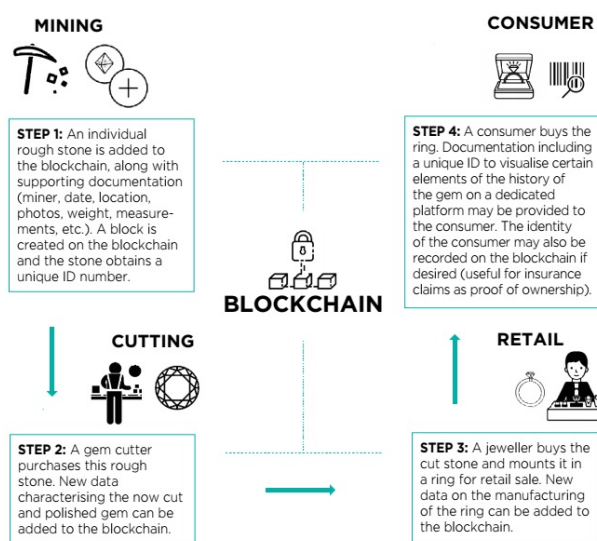 MINING
STEP 1: An individual
rough stone is added to
the blockchain, along with
supporting documentation
(miner, date, location,
photos, weight, measure-
ments, etc.). A block is
created on the blockchain
and the stone obtains a
unique ID number.
CUTTING
STEP 2: A gem cutter
purchases this rough
stone. New data
characterising the now cut
and polished gem can be
added to the blockchain.
BLOCKCHAIN
RETAIL
STEP 3: A jeweller buys the
cut stone and mounts it in
a ring for retail sale. New
data on the manufacturing
of the ring can be added to
the blockchain.
CONSUMER
STEP 4: A consumer buys the
ring. Documentation including
a unique ID to visualise certain
elements of the history of
the gem on a dedicated
platform may be provided to
the consumer. The identity
of the consumer may also be
recorded on the blockchain if
desired (useful for insurance
claims as proof of ownership).